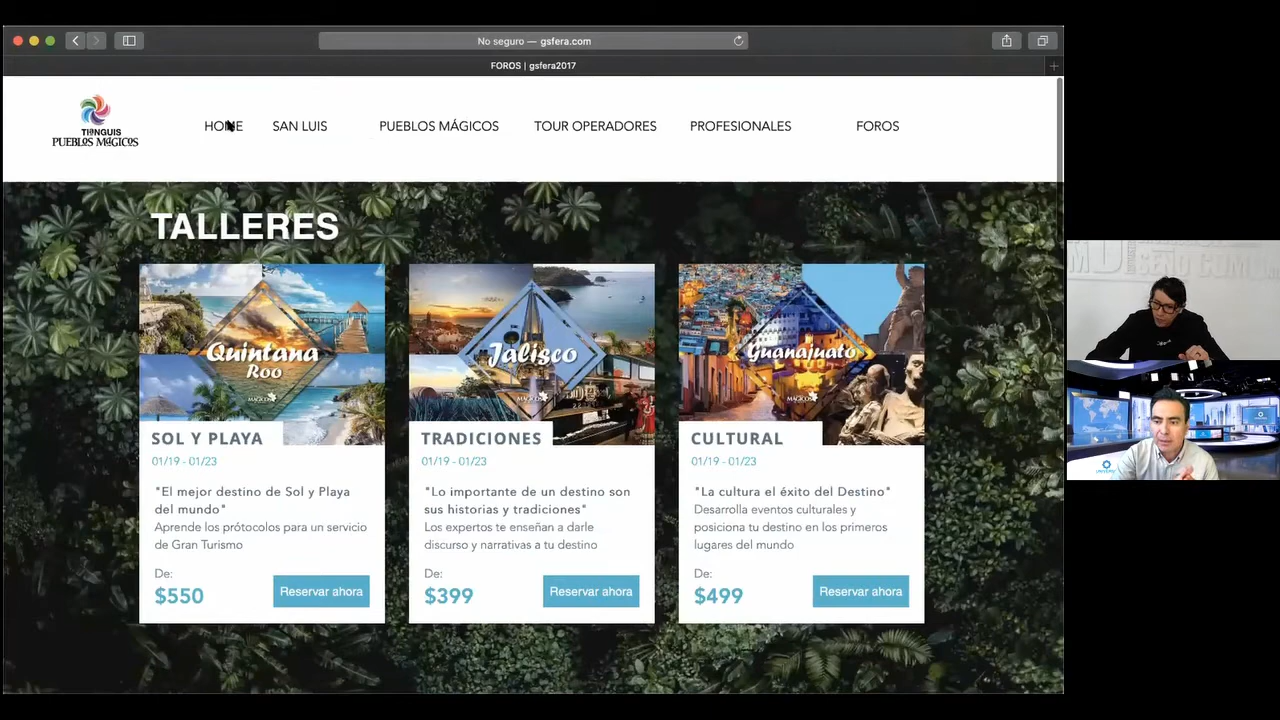 No seguro — gsfera.com
FOROS | gsfera2017
TIANGUIS
PUEBLOS MÁGICOS
HOME
SAN LUIS
PUEBLOS MÁGICOS
TOUR OPERADORES
PROFESIONALES
FOROS
TALLERES
Quintana
Roo
MÁGICOS
SOL Y PLAYA
01/19 - 01/23
"El mejor destino de Sol y Playa
del mundo"
Aprende los prótocolos para un servicio
de Gran Turismo
De:
$550
Reservar ahora
Jalisco
MÁGICOS
TRADICIONES
01/19 - 01/23
"Lo importante de un destino son
sus historias y tradiciones"
Los expertos te enseñan a darle
discurso y narrativas a tu destino
De:
$399
Reservar ahora
Guanajuato
MÁGICOS
CULTURAL
01/19 - 01/23
"La cultura el éxito del Destino"
Desarrolla eventos culturales y
posiciona tu destino en los primeros
lugares del mundo
De:
$499
Reservar ahora